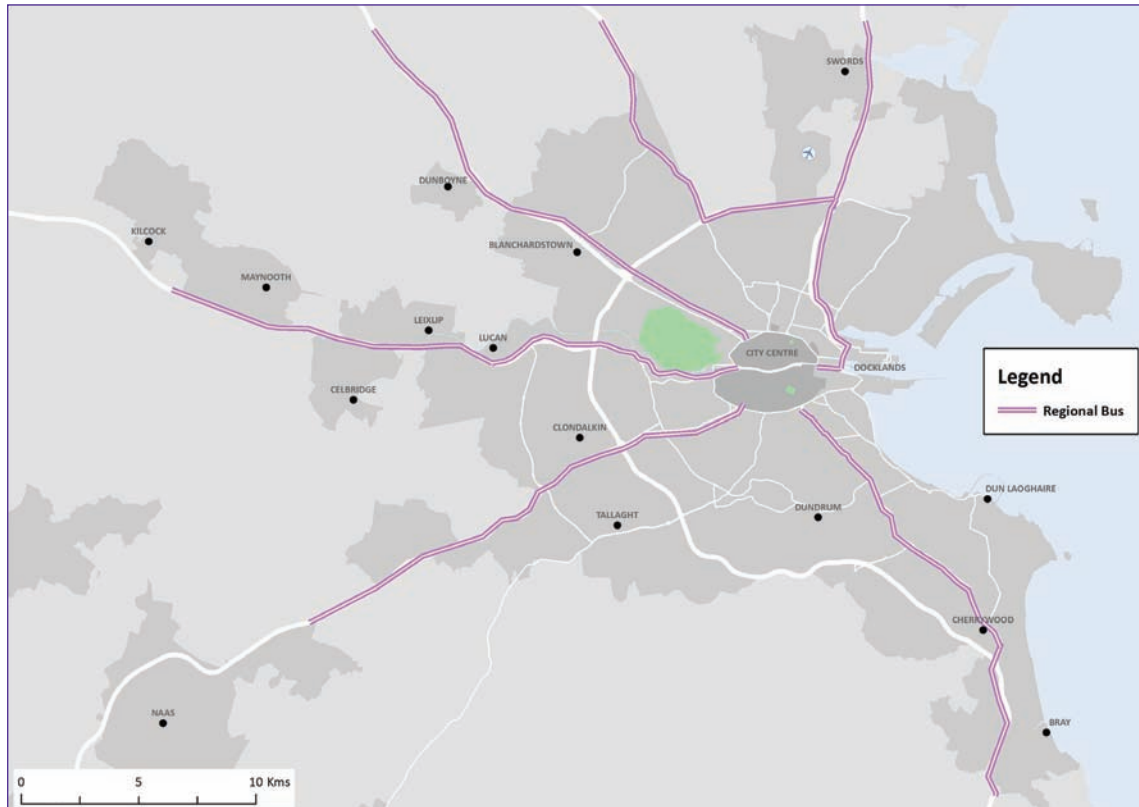 SWORDS
DUNBOYNE
KILCOCK
BLANCHARDSTOWN
MAYNOOTH
LEIXLIP
LUCAN
CITY CENTRE
DOCKLANDS
Legend
Regional Bus
CELBRIDGE
CLONDALKIN
DUN LAOGHAIRE
TALLAGHT
DUNDRUM
CHERRYWOOD
NAAS
BRAY
0 5 10 Kms